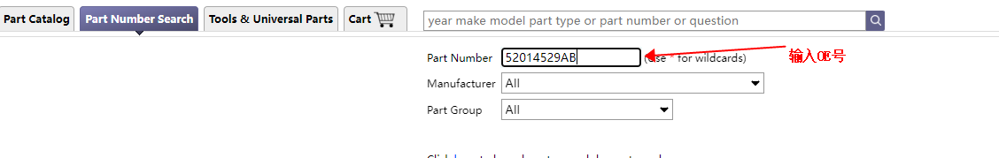 Part Catalog Part Number Search Tools & Universal Parts Cart year make model part type or part number or question
Part Number 52014529AB (Use * for wildcards) 输入OE号
Manufacturer All
Part Group All